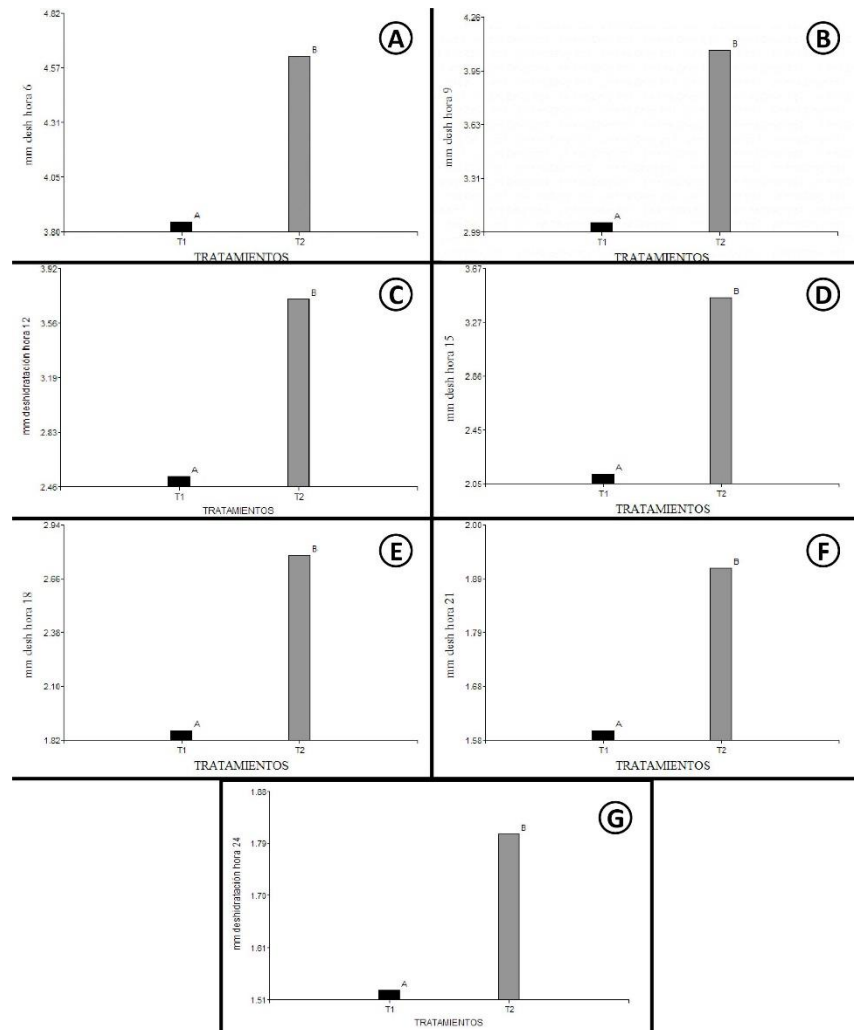 4.82
A
B
4.57
mm desh hora 6
4.31
4.05
A
3.80
T1
T2
TRATAMIENTOS
4.26
B
B
3.95
mm desh hora 9
3.63
3.31
A
2.99
T1
T2
TRATAMIENTOS
3.92
C
B
3.56
mm deshidratación hora 12
3.19
2.83
A
2.46
T1
T2
TRATAMIENTOS
3.67
D
B
3.27
mm desh hora 15
2.86
2.45
A
2.05
T1
T2
TRATAMIENTOS
2.94
E
B
2.66
mm desh hora 18
2.38
2.10
A
1.82
T1
T2
TRATAMIENTOS
2.00
F
B
1.89
mm desh hora 21
1.79
1.68
A
1.58
T1
T2
TRATAMIENTOS
1.88
G
B
1.79
mm deshidratación hora 24
1.70
1.61
A
1.51
T1
T2
TRATAMIENTOS